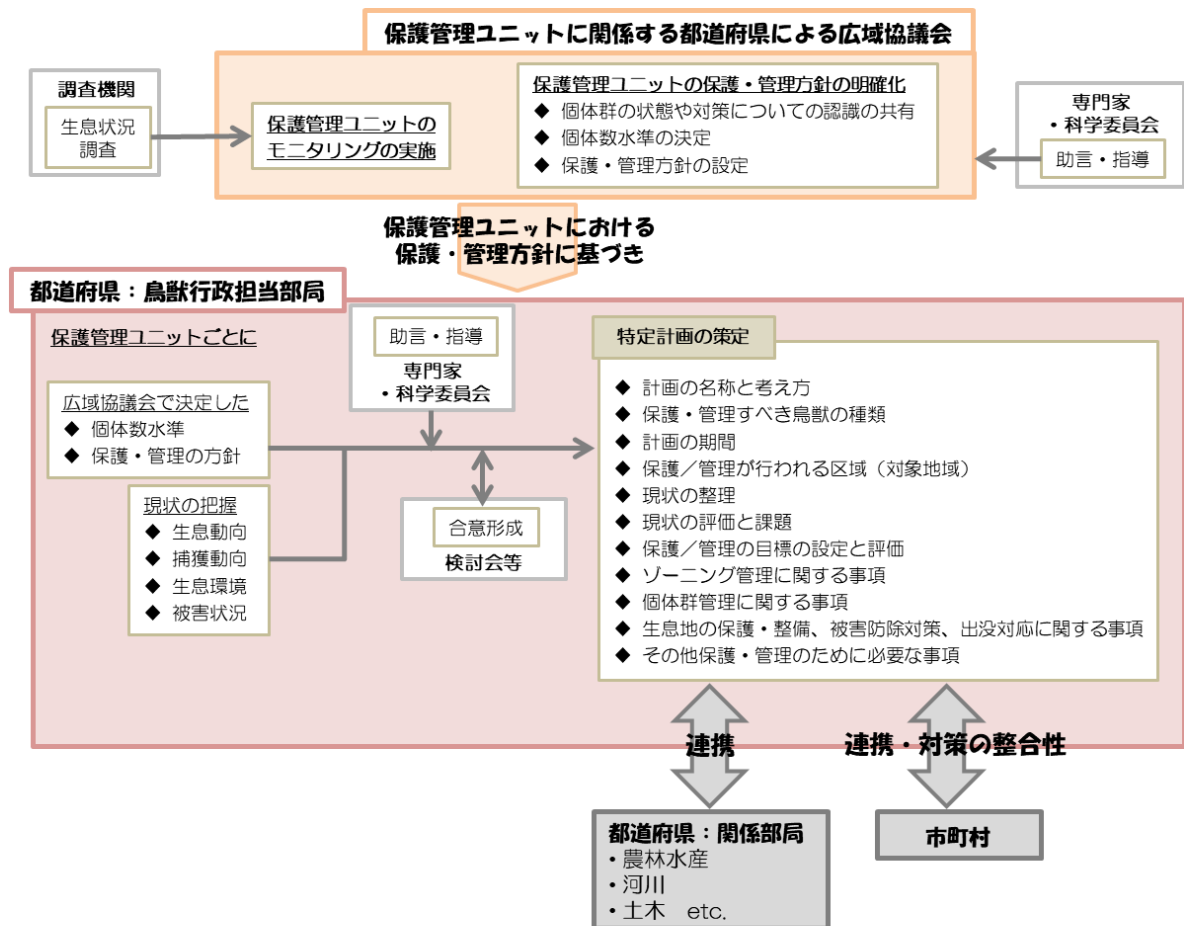 保護管理ユニットに関係する都道府県による広域協議会
調査機関
生息状況
調査
保護管理ユニットの
モニタリングの実施
保護管理ユニットの保護・管理方針の明確化
◆ 個体群の状態や対策についての認識の共有
◆ 個体数水準の決定
◆ 保護・管理方針の設定
専門家
・科学委員会
助言・指導
保護管理ユニットにおける
保護・管理方針に基づき
都道府県：鳥獣行政担当部局
保護管理ユニットごとに
広域協議会で決定した
◆ 個体数水準
◆ 保護・管理の方針
現状の把握
◆ 生息動向
◆ 捕獲動向
◆ 生息環境
◆ 被害状況
助言・指導
専門家
・科学委員会
合意形成
検討会等
特定計画の策定
◆ 計画の名称と考え方
◆ 保護・管理すべき鳥獣の種類
◆ 計画の期間
◆ 保護／管理が行われる区域（対象地域）
◆ 現状の整理
◆ 現状の評価と課題
◆ 保護／管理の目標の設定と評価
◆ ゾーニング管理に関する事項
◆ 個体群管理に関する事項
◆ 生息地の保護・整備、被害防除対策、出没対応に関する事項
◆ その他保護・管理のために必要な事項
連携
連携・対策の整合性
都道府県：関係部局
・農林水産
・河川
・土木　etc.
市町村